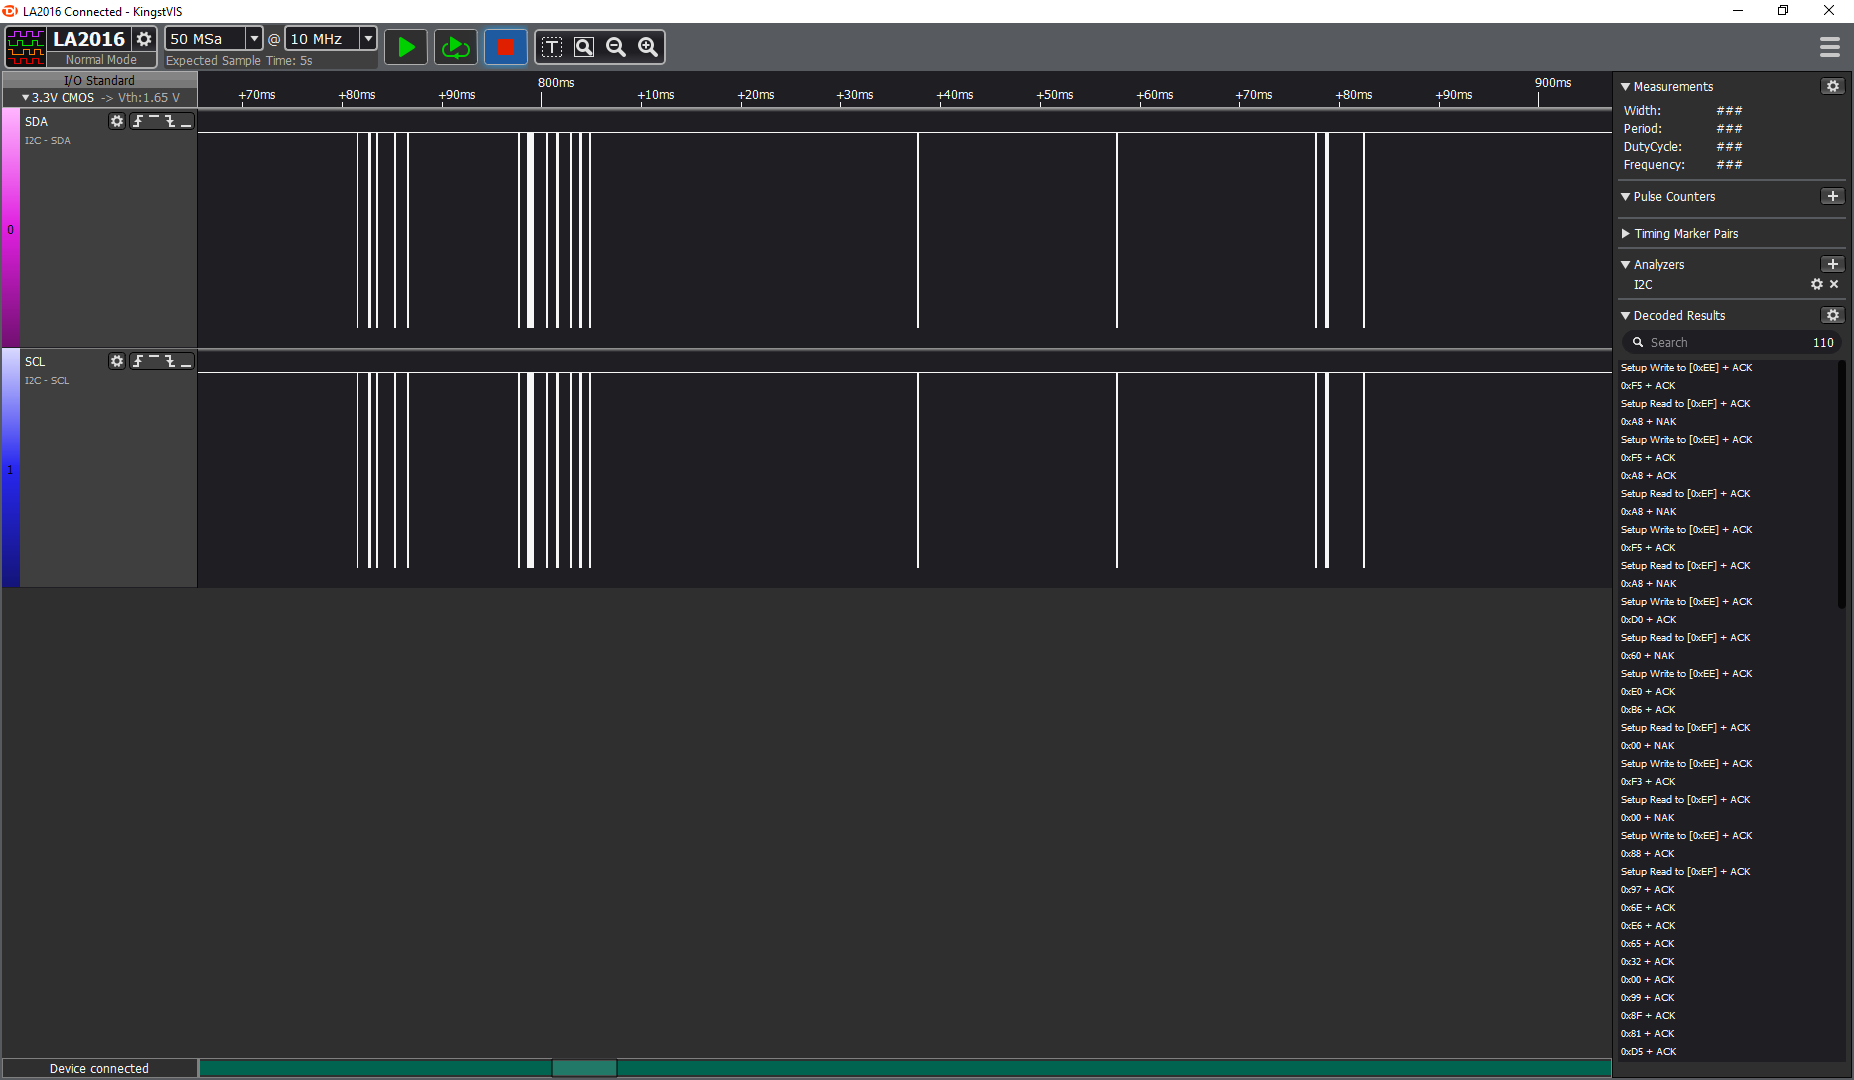 LA2016 Connected - KingstVIS
LA2016
Normal Mode
50 MSa @ 10 MHz
Expected Sample Time: 5s
I/O Standard
3.3V CMOS -> Vth:1.65 V
+70ms +80ms +90ms 800ms +10ms +20ms +30ms +40ms +50ms +60ms +70ms +80ms +90ms 900ms
0
SDA
I2C - SDA
1
SCL
I2C - SCL
Measurements
Width: ###
Period: ###
DutyCycle: ###
Frequency: ###
Pulse Counters
Timing Marker Pairs
Analyzers
I2C
Decoded Results
Search 110
Setup Write to [0xEE] + ACK
0xF5 + ACK
Setup Read to [0xEF] + ACK
0xA8 + NAK
Setup Write to [0xEE] + ACK
0xF5 + ACK
0xA8 + ACK
Setup Read to [0xEF] + ACK
0xA8 + NAK
Setup Write to [0xEE] + ACK
0xF5 + ACK
Setup Read to [0xEF] + ACK
0xA8 + NAK
Setup Write to [0xEE] + ACK
0xD0 + ACK
Setup Read to [0xEF] + ACK
0x60 + NAK
Setup Write to [0xEE] + ACK
0xE0 + ACK
0xB6 + ACK
Setup Read to [0xEF] + ACK
0x00 + NAK
Setup Write to [0xEE] + ACK
0xF3 + ACK
Setup Read to [0xEF] + ACK
0x00 + NAK
Setup Write to [0xEE] + ACK
0x88 + ACK
Setup Read to [0xEF] + ACK
0x97 + ACK
0x6E + ACK
0xE6 + ACK
0x65 + ACK
0x32 + ACK
0x00 + ACK
0x99 + ACK
0x8F + ACK
0x81 + ACK
0xD5 + ACK
Device connected